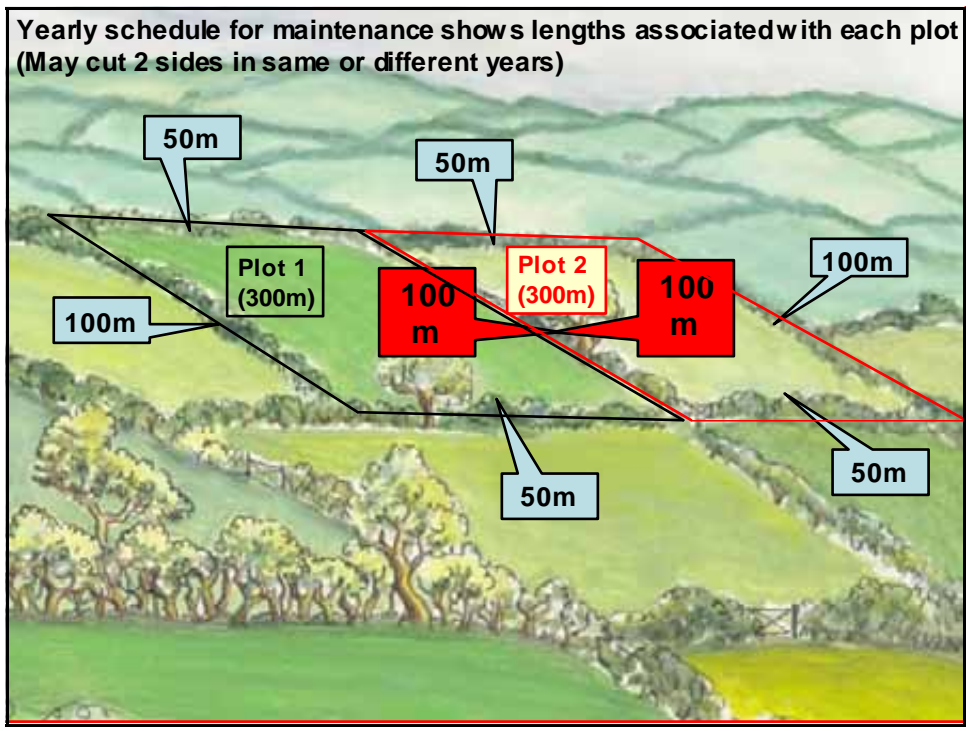 Yearly schedule for maintenance shows lengths associated with each plot
(May cut 2 sides in same or different years)
50m
50m
Plot 1
(300m)
Plot 2
(300m)
100m
100
m
100
m
100m
50m
50m